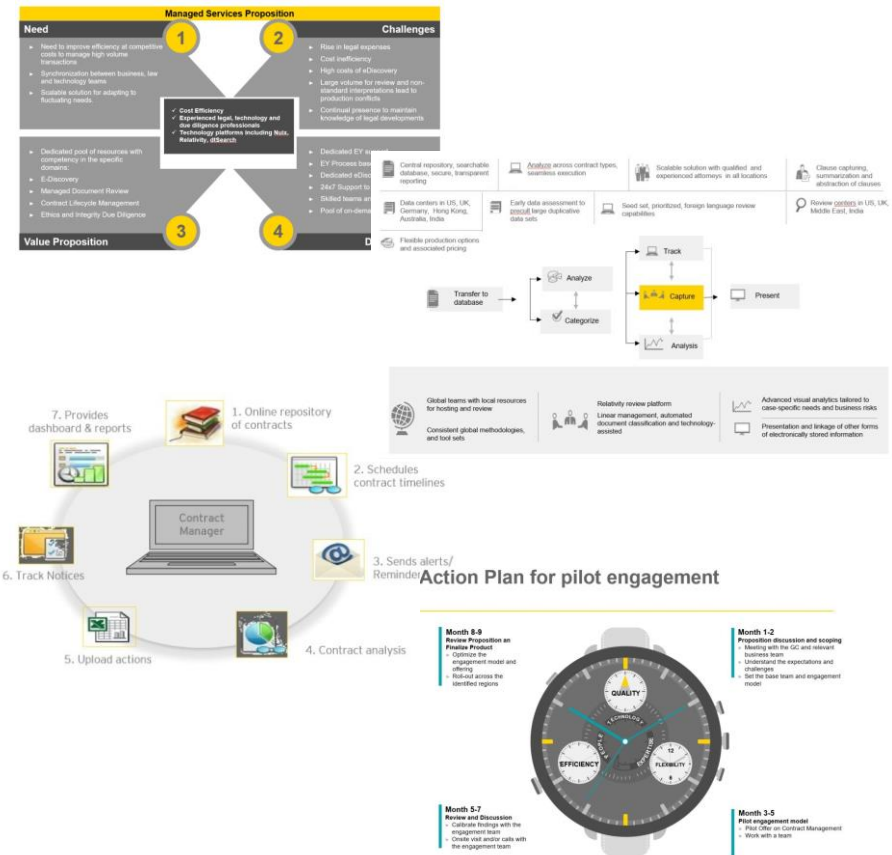 Managed Services Proposition
Need
1
► Need to improve efficiency at competitive
costs to manage high volume
transactions
► Synchronization between business, law
and technology teams
► Scalable solution for adapting to
fluctuating needs.
2
Challenges
► Rise in legal expenses
► Cost inefficiency
► High costs of eDiscovery
► Large volume for review and non-
standard interpretations lead to
production conflicts
► Continual presence to maintain
knowledge of legal developments
✓ Cost Efficiency
✓ Experienced legal, technology and
due diligence professionals
✓ Technology platforms including Nuix,
Relativity, dtSearch
► Dedicated pool of resources with
competency in the specific
domains:
► E-Discovery
► Managed Document Review
► Contract Lifecycle Management
► Ethics and Integrity Due Diligence
3
Value Proposition
► Dedicated EY
► EY Process bas
► Dedicated eDisc
► 24x7 Support to
► Skilled teams an
► Pool of on-dema
4
D
Central repository, searchable
database, secure, transparent
reporting
Analyze across contract types,
seamless execution
Scalable solution with qualified and
experienced attorneys in all locations
Clause capturing,
summarization and
abstraction of clauses
Data centers in US, UK,
Germany, Hong Kong,
Australia, India
Early data assessment to
precull large duplicative
data sets
Seed set, prioritized, foreign language review
capabilities
Review centers in US, UK,
Middle East, India
Flexible production options
and associated pricing
Transfer to
database
Analyze
Categorize
Track
Capture
Analysis
Present
Global teams with local resources
for hosting and review
Consistent global methodologies,
and tool sets
Relativity review platform
Linear management, automated
document classification and technology-
assisted
Advanced visual analytics tailored to
case-specific needs and business risks
Presentation and linkage of other forms
of electronically stored information
Contract
Manager
1. Online repository
of contracts
2. Schedules
contract timelines
3. Sends alerts/
Reminder
4. Contract analysis
5. Upload actions
6. Track Notices
7. Provides
dashboard & reports
Action Plan for pilot engagement
Month 8-9
Review Proposition an
Finalize Product
Optimize the
engagement model and
offering
Roll-out across the
identified regions
Month 1-2
Proposition discussion and scoping
Meeting with the GC and relevant
business team
Understand the expectations and
challenges
Set the base team and engagement
model
QUALITY
TECHNOLOGY
PEOPLE
EXPERTISE
EFFICIENCY
12
FLEXIBILITY
6
Month 5-7
Review and Discussion
Calibrate findings with the
engagement team
Onsite visit and/or calls with
the engagement team
Month 3-5
Pilot engagement model
Pilot Offer on Contract Management
Work with a team